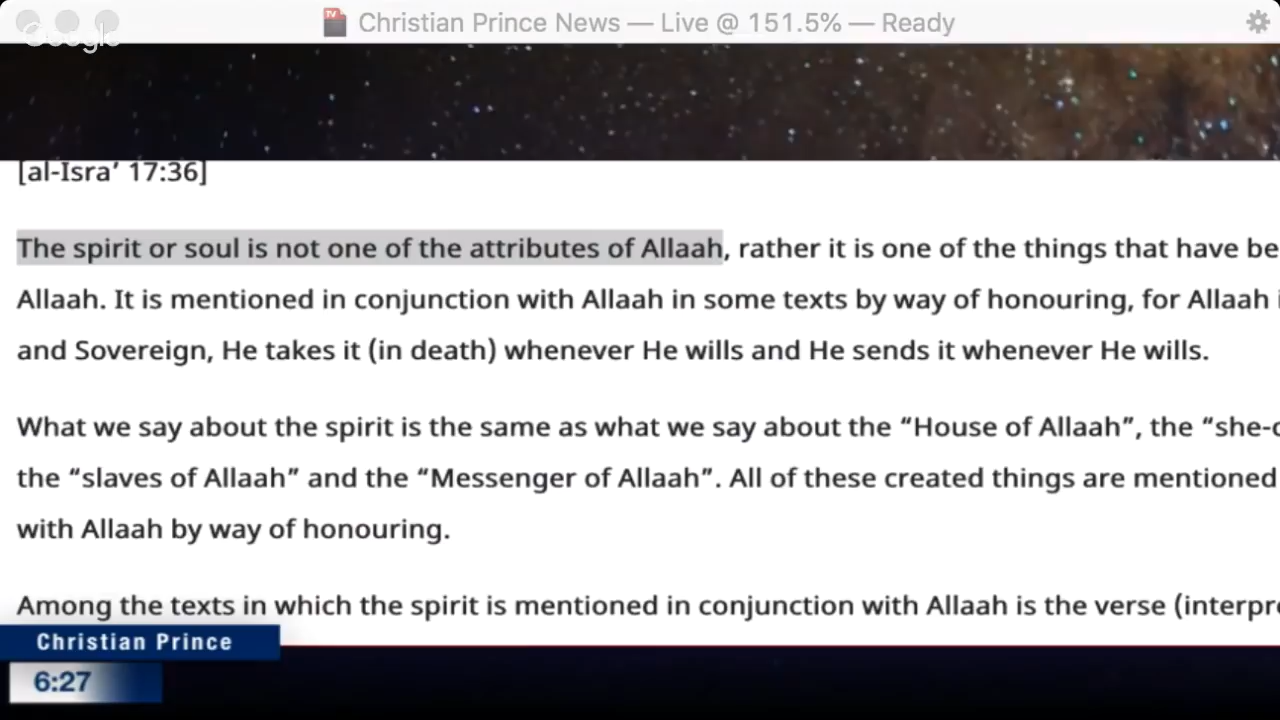 Google
Christian Prince News — Live @ 151.5% — Ready
[al-Isra’ 17:36]
The spirit or soul is not one of the attributes of Allaah, rather it is one of the things that have be
Allaah. It is mentioned in conjunction with Allaah in some texts by way of honouring, for Allaah i
and Sovereign, He takes it (in death) whenever He wills and He sends it whenever He wills.
What we say about the spirit is the same as what we say about the “House of Allaah”, the “she-c
the “slaves of Allaah” and the “Messenger of Allaah”. All of these created things are mentioned
with Allaah by way of honouring.
Among the texts in which the spirit is mentioned in conjunction with Allaah is the verse (interpre
Christian Prince
6:27